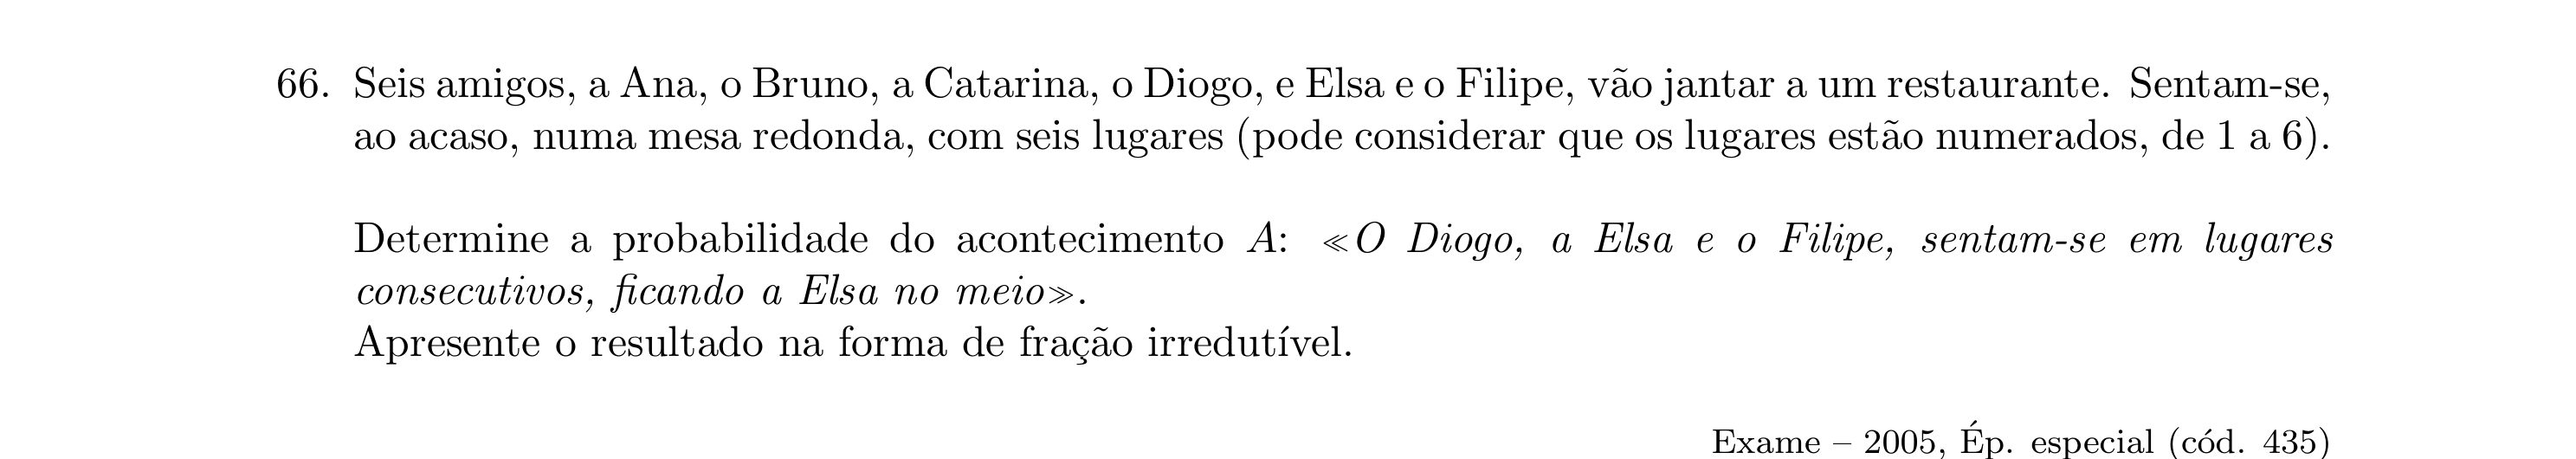 66. Seis amigos, a Ana, o Bruno, a Catarina, o Diogo, e Elsa e o Filipe, vão jantar a um restaurante. Sentam-se,
ao acaso, numa mesa redonda, com seis lugares (pode considerar que os lugares estão numerados, de 1 a 6).
Determine a probabilidade do acontecimento A: ≪O Diogo, a Elsa e o Filipe, sentam-se em lugares
consecutivos, ficando a Elsa no meio≫.
Apresente o resultado na forma de fração irredutível.
Exame – 2005, Ép. especial (cód. 435)